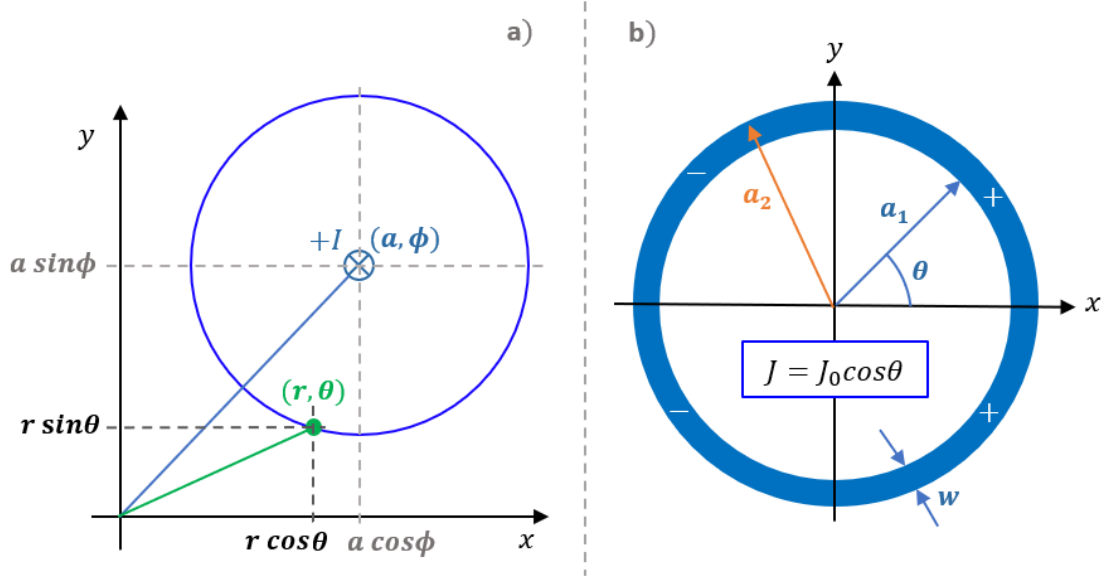 a)
y
+I (a, ϕ)
a sinϕ
(r, θ)
r sinθ
r cosθ
a cosϕ
x
b)
y
−
+
a₂
a₁
θ
x
J = J₀cosθ
−
+
w